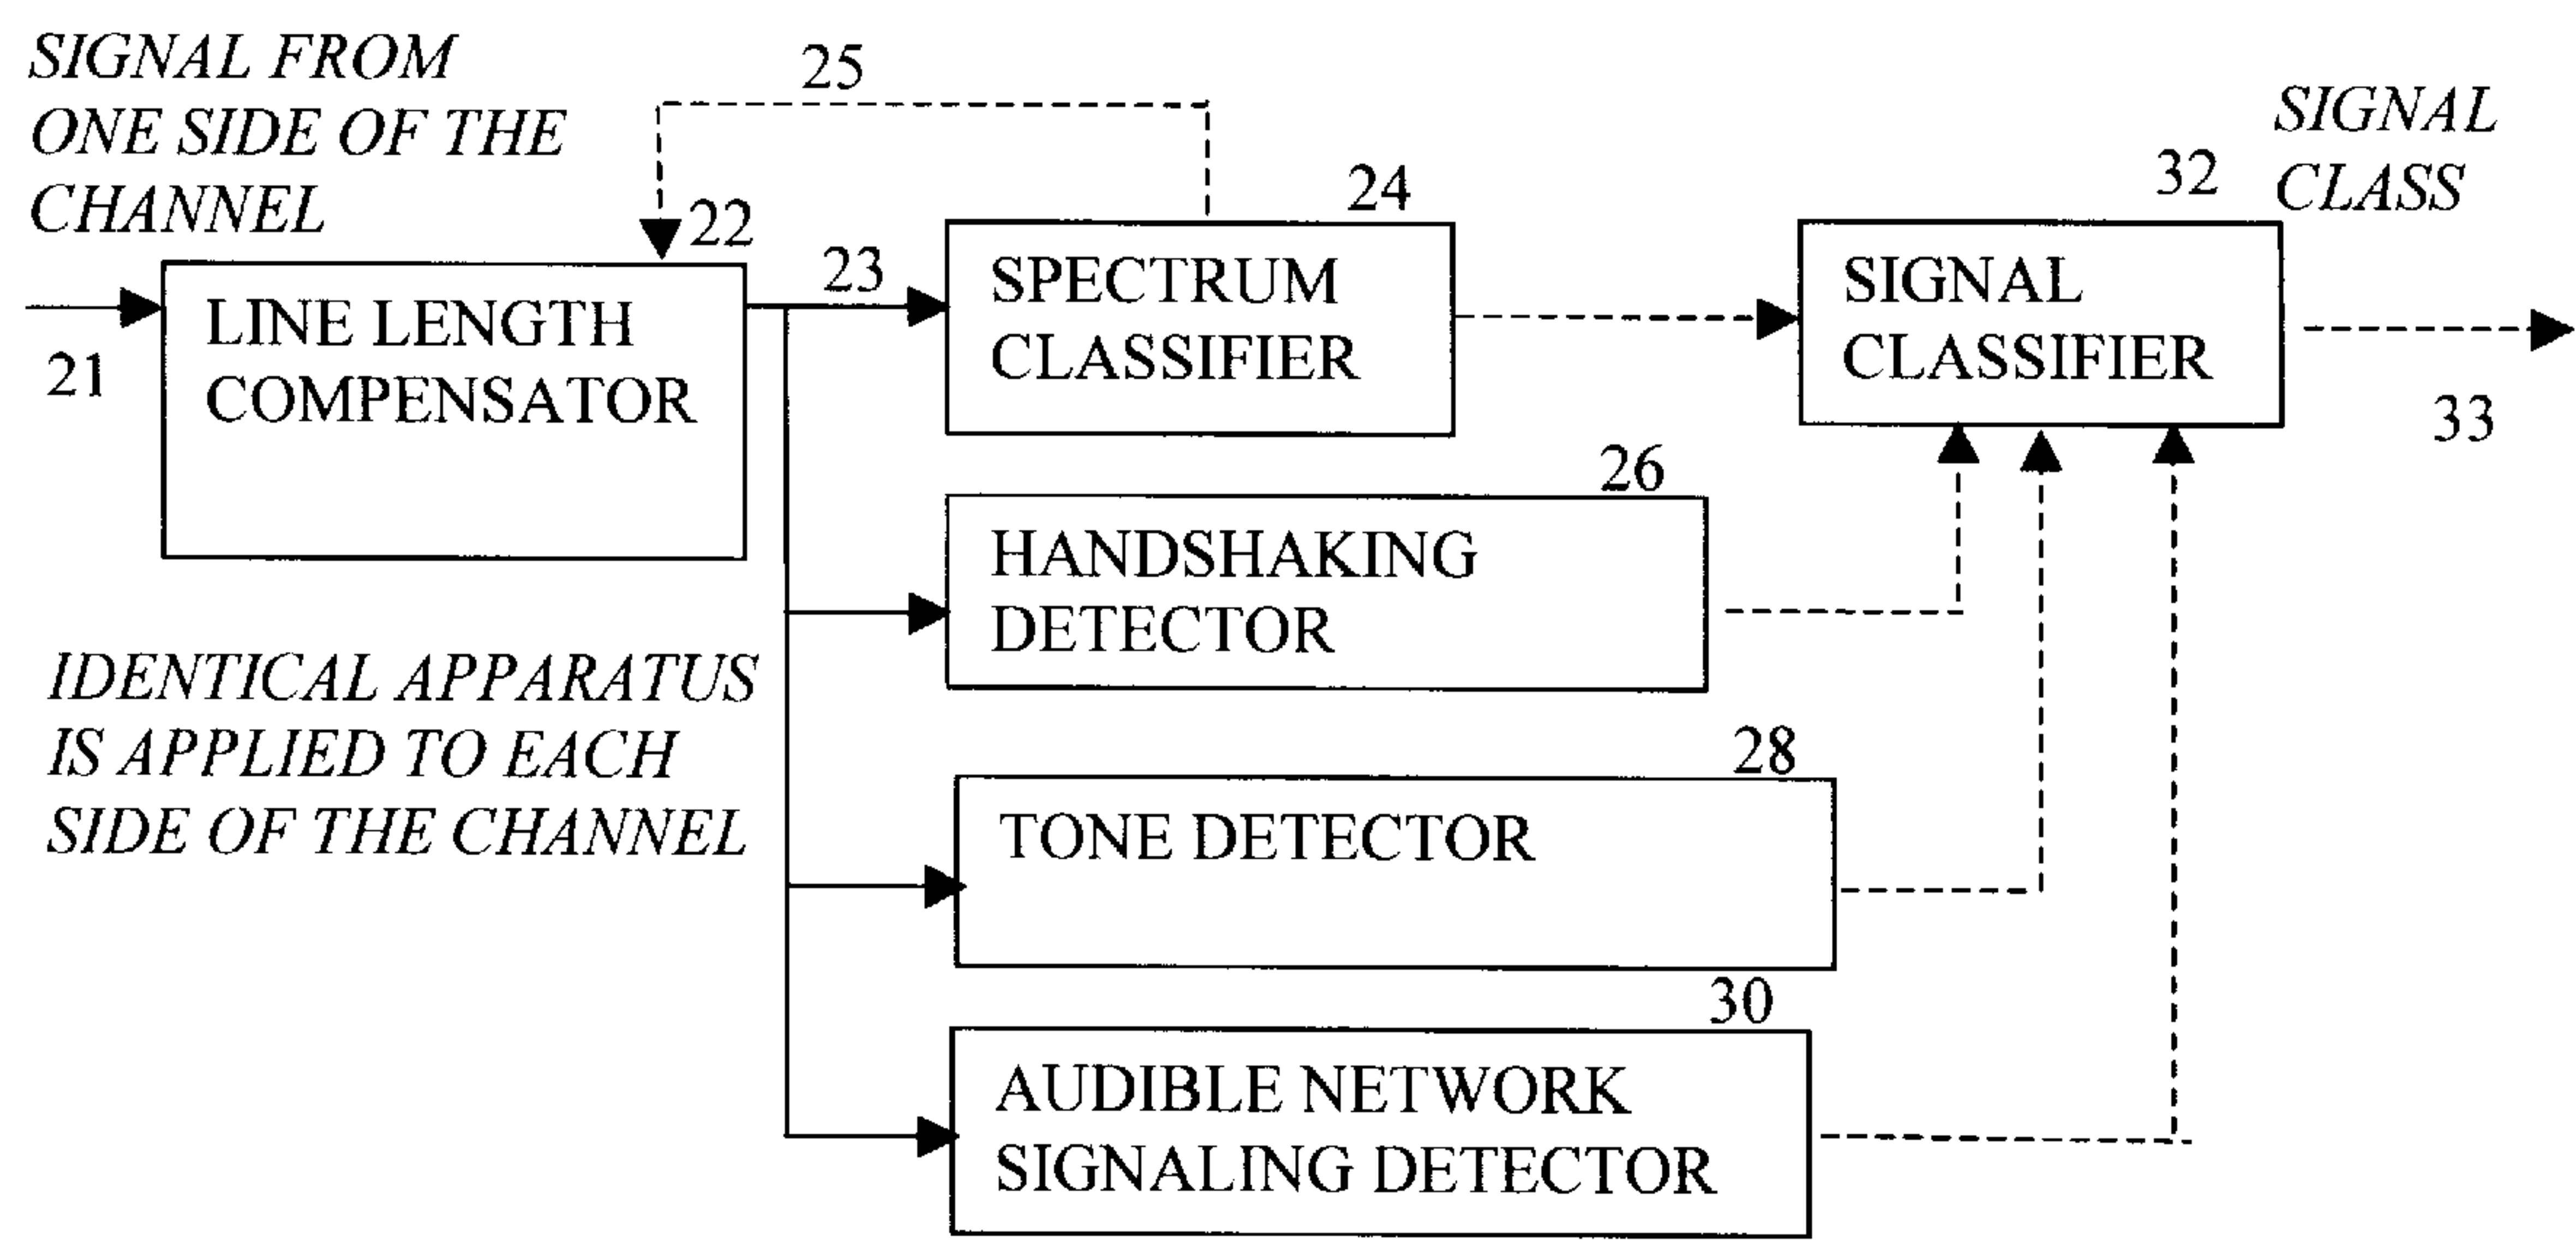 SIGNAL FROM
ONE SIDE OF THE
CHANNEL
21
25
22
LINE LENGTH
COMPENSATOR
23
24
SPECTRUM
CLASSIFIER
32
SIGNAL
CLASSIFIER
SIGNAL
CLASS
33
26
HANDSHAKING
DETECTOR
IDENTICAL APPARATUS
IS APPLIED TO EACH
SIDE OF THE CHANNEL
28
TONE DETECTOR
30
AUDIBLE NETWORK
SIGNALING DETECTOR